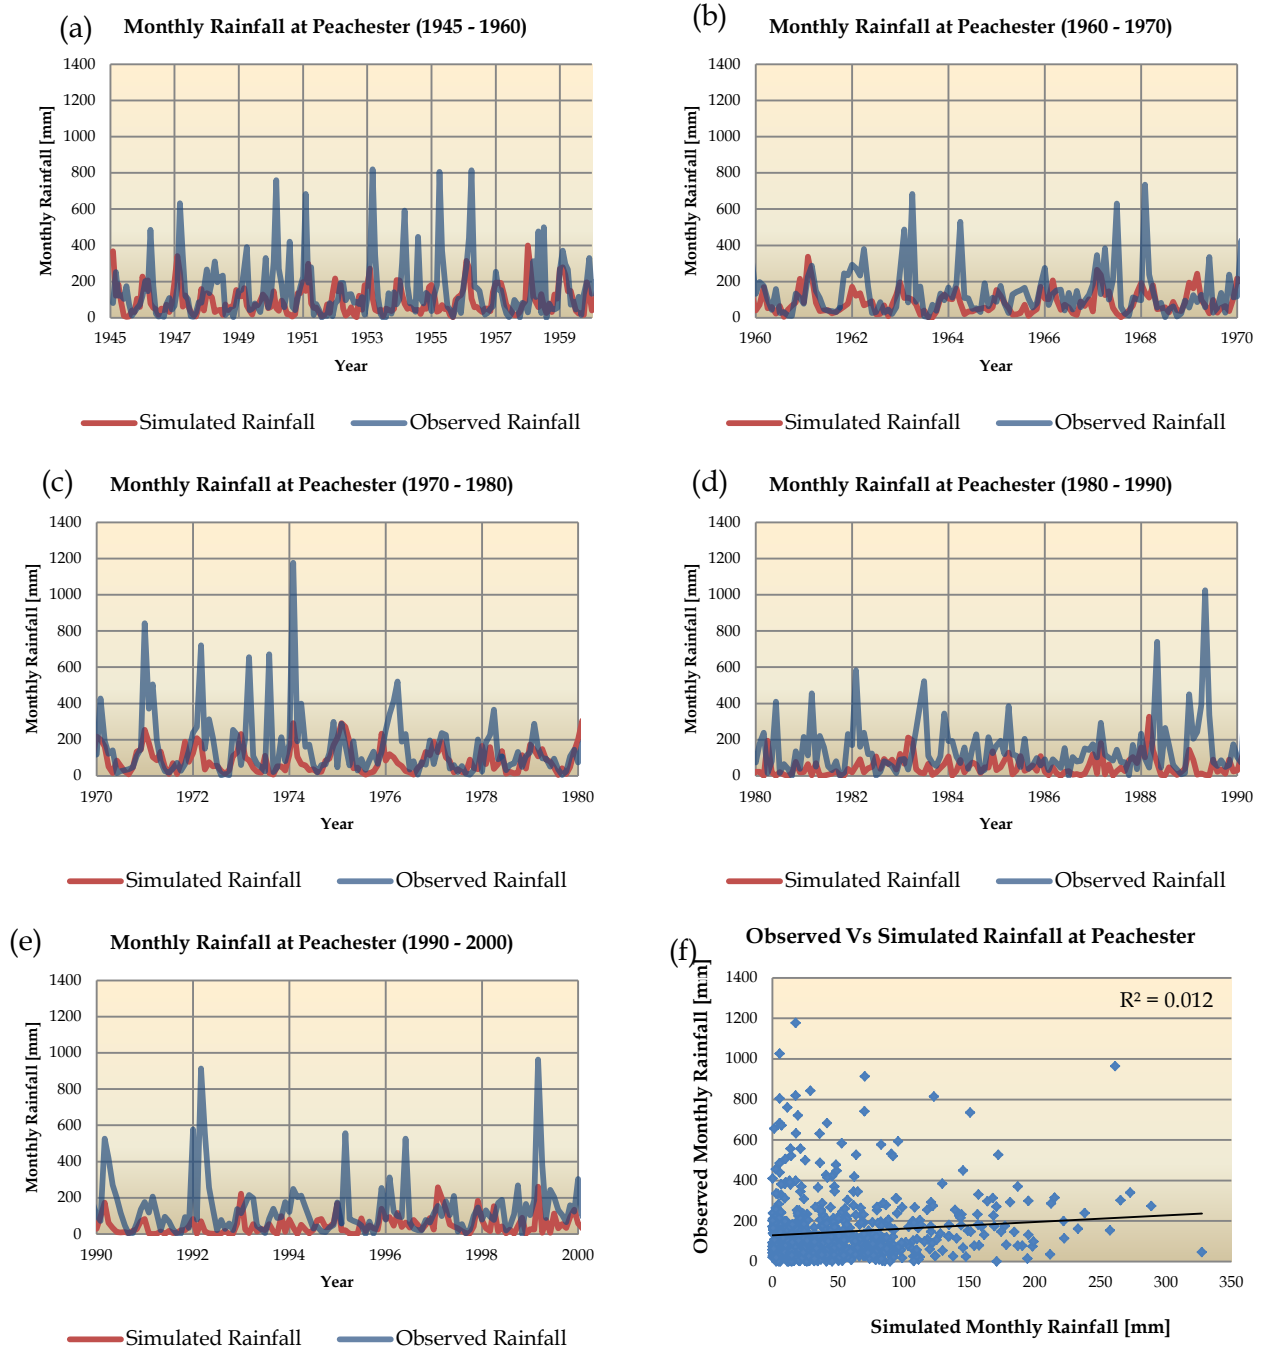 (a) Monthly Rainfall at Peachester (1945 - 1960)
Monthly Rainfall [mm]
1400
1200
1000
800
600
400
200
0
1945 1947 1949 1951 1953 1955 1957 1959
Year
Simulated Rainfall Observed Rainfall
(b) Monthly Rainfall at Peachester (1960 - 1970)
Monthly Rainfall [mm]
1400
1200
1000
800
600
400
200
0
1960 1962 1964 1966 1968 1970
Year
Simulated Rainfall Observed Rainfall
(c) Monthly Rainfall at Peachester (1970 - 1980)
Monthly Rainfall [mm]
1400
1200
1000
800
600
400
200
0
1970 1972 1974 1976 1978 1980
Year
Simulated Rainfall Observed Rainfall
(d) Monthly Rainfall at Peachester (1980 - 1990)
Monthly Rainfall [mm]
1400
1200
1000
800
600
400
200
0
1980 1982 1984 1986 1988 1990
Year
Simulated Rainfall Observed Rainfall
(e) Monthly Rainfall at Peachester (1990 - 2000)
Monthly Rainfall [mm]
1400
1200
1000
800
600
400
200
0
1990 1992 1994 1996 1998 2000
Year
Simulated Rainfall Observed Rainfall
(f) Observed Vs Simulated Rainfall at Peachester
Observed Monthly Rainfall [mm]
1400
1200
1000
800
600
400
200
0
R² = 0.012
0 50 100 150 200 250 300 350
Simulated Monthly Rainfall [mm]